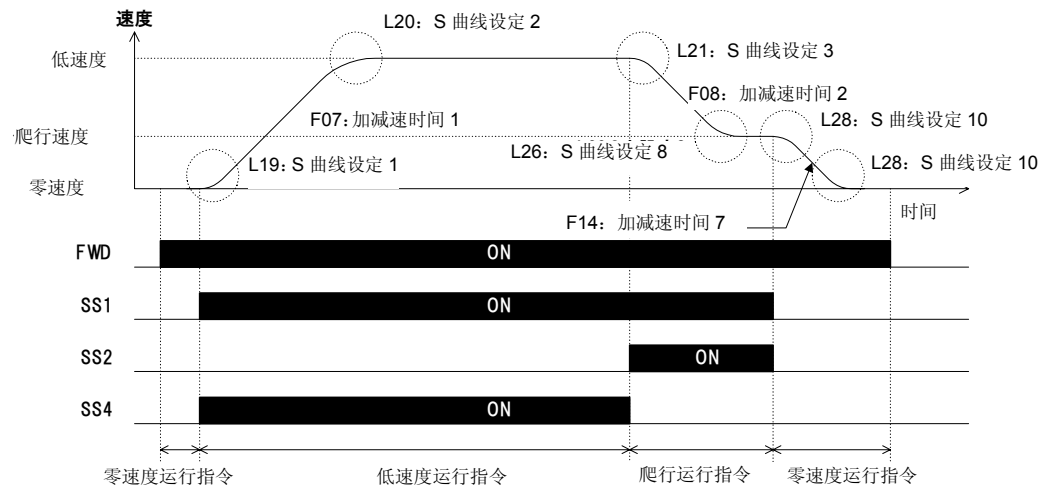 速度
L20：S 曲线设定 2
低速度
L21：S 曲线设定 3
F07：加减速时间 1
F08：加减速时间 2
爬行速度
L26：S 曲线设定 8
L28：S 曲线设定 10
L19：S 曲线设定 1
L28：S 曲线设定 10
零速度
时间
F14：加减速时间 7
FWD ON
SS1 ON
SS2 ON
SS4 ON
零速度运行指令 低速度运行指令 爬行运行指令 零速度运行指令